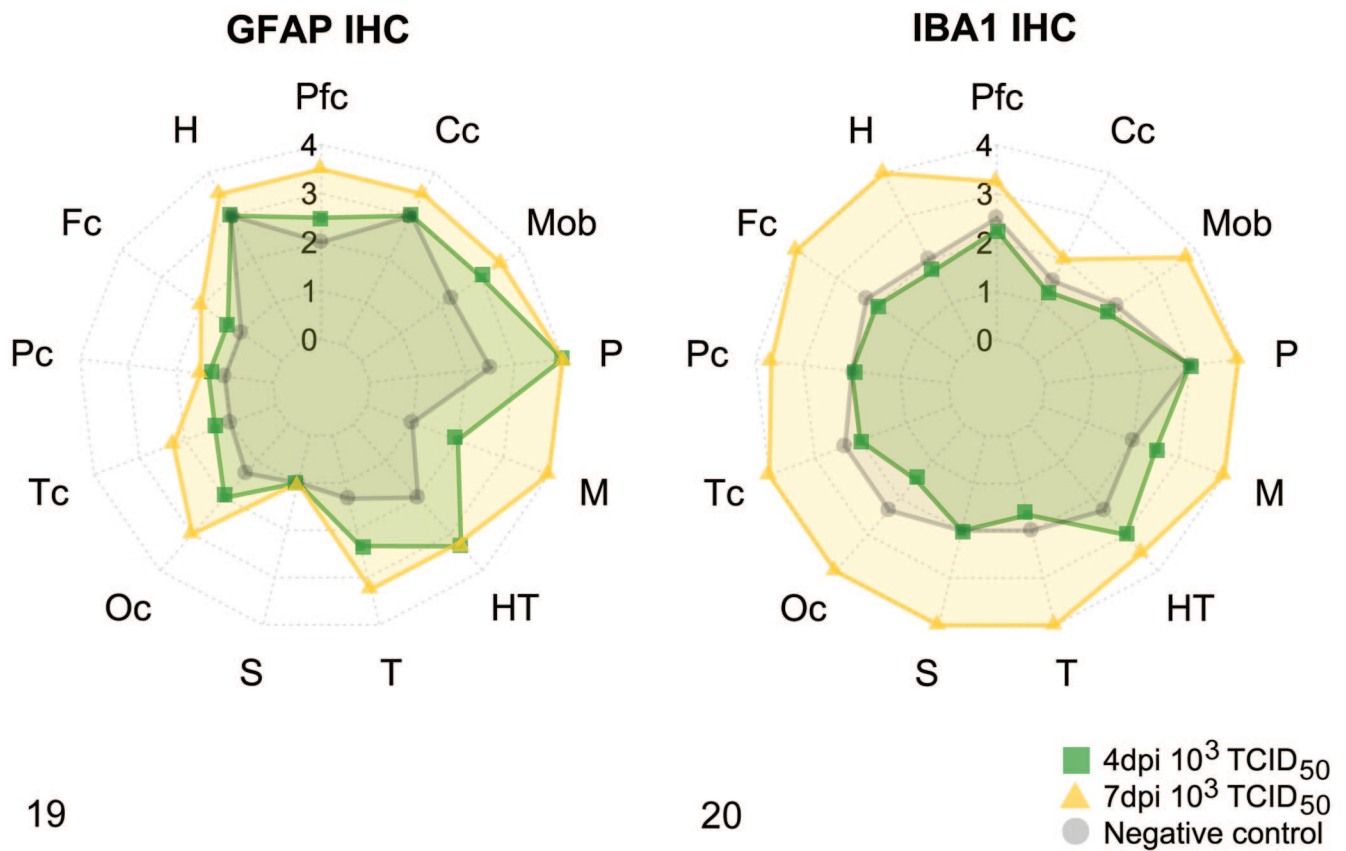 GFAP IHC
Pfc
Cc
Mob
P
M
HT
T
S
Oc
Tc
Pc
Fc
H
4
3
2
1
0
19
IBA1 IHC
Pfc
Cc
Mob
P
M
HT
T
S
Oc
Tc
Pc
Fc
H
4
3
2
1
0
20
4dpi 10³ TCID₅₀
7dpi 10³ TCID₅₀
Negative control